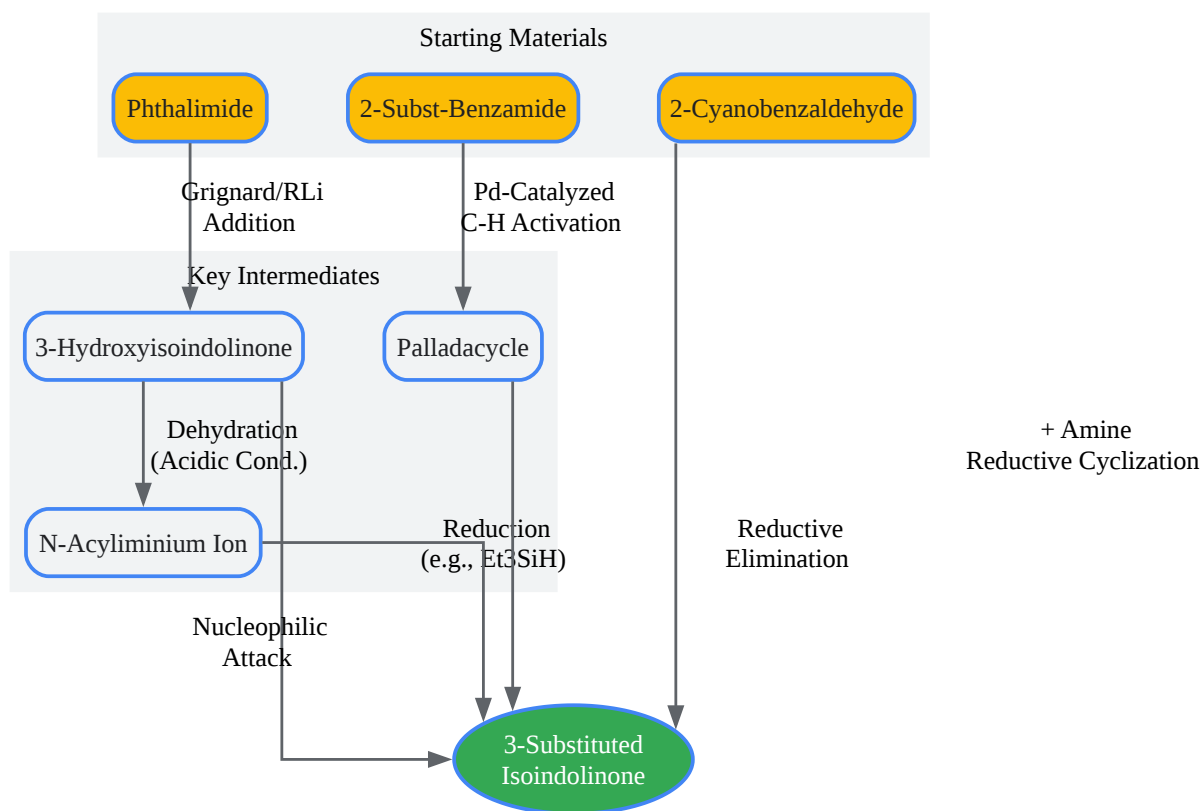 Starting Materials
Phthalimide
2-Subst-Benzamide
2-Cyanobenzaldehyde
Grignard/RLi
Addition
Pd-Catalyzed
C-H Activation
Key Intermediates
3-Hydroxyisoindolinone
Palladacycle
Dehydration
(Acidic Cond.)
+ Amine
Reductive Cyclization
N-Acyliminium Ion
Reduction
(e.g., Et3SiH)
Reductive
Elimination
Nucleophilic
Attack
3-Substituted
Isoindolinone